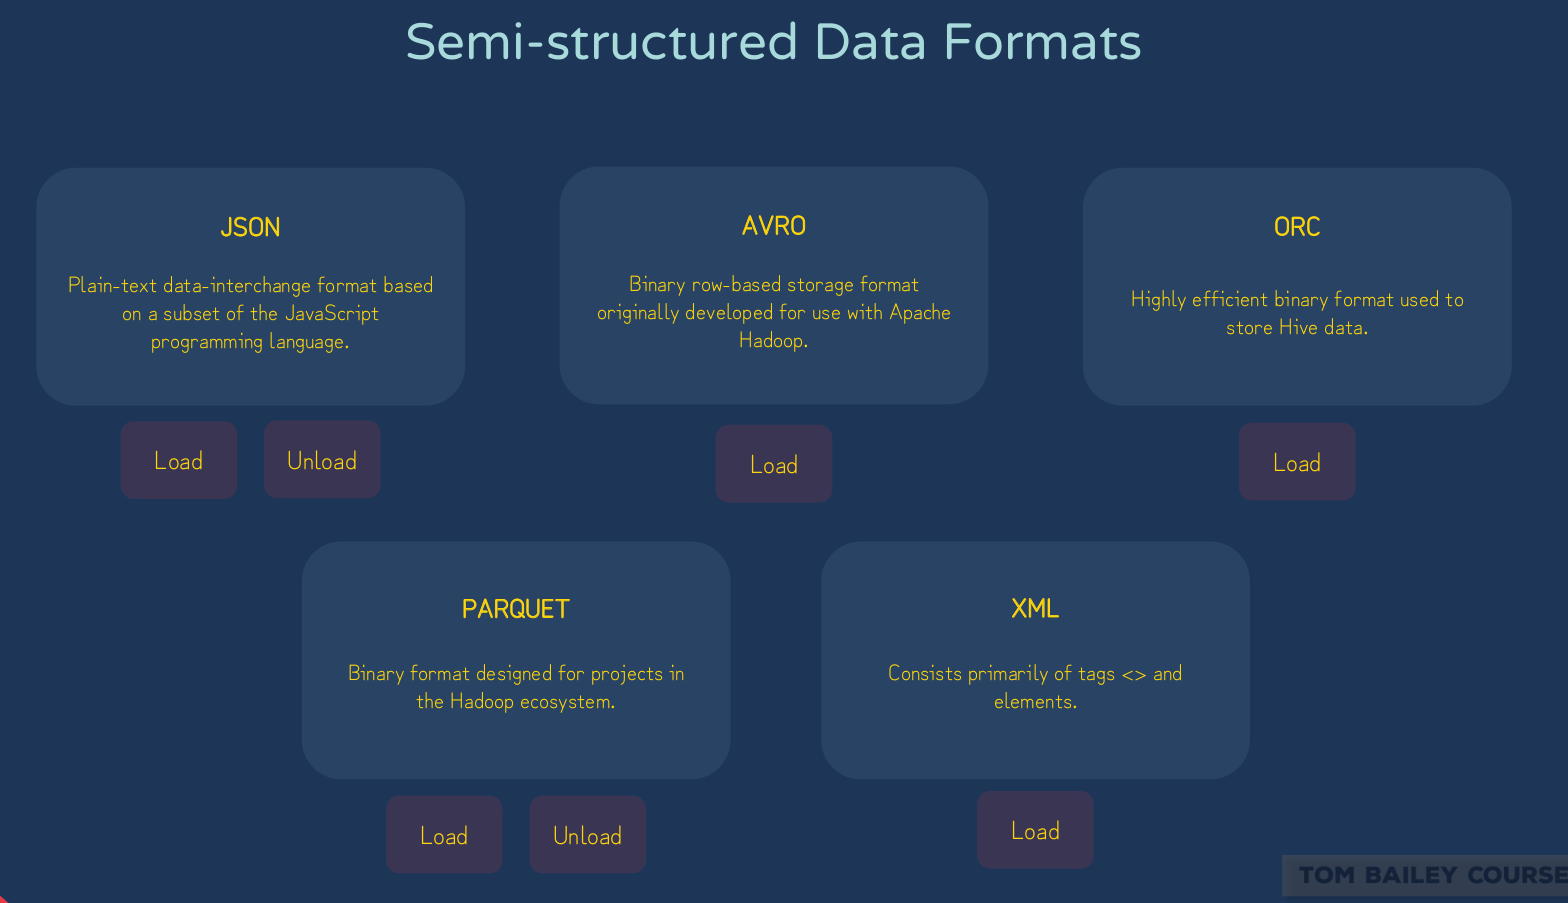 Semi-structured Data Formats
JSON
Plain-text data-interchange format based
on a subset of the JavaScript
programming language.
Load
Unload
AVRO
Binary row-based storage format
originally developed for use with Apache
Hadoop.
Load
ORC
Highly efficient binary format used to
store Hive data.
Load
PARQUET
Binary format designed for projects in
the Hadoop ecosystem.
Load
Unload
XML
Consists primarily of tags <> and
elements.
Load
TOM BAILEY COURSE